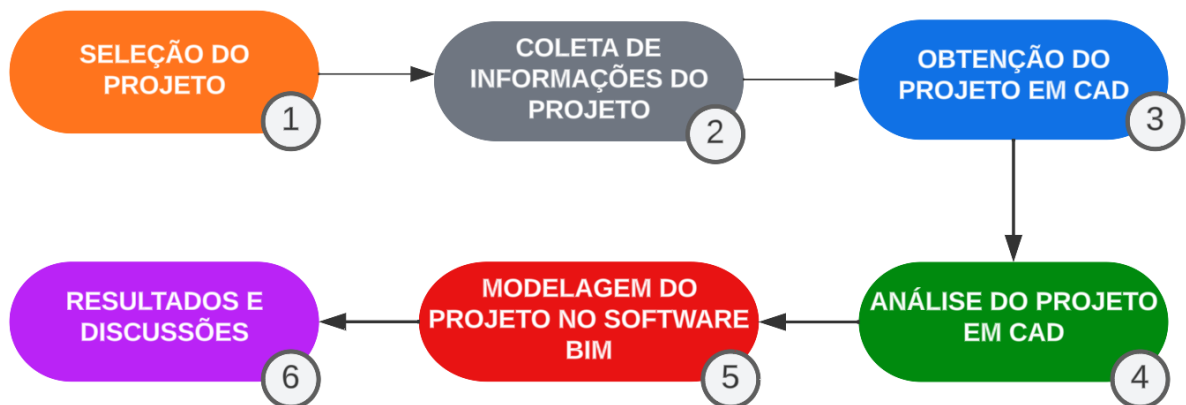 SELEÇÃO DO
PROJETO
1
COLETA DE
INFORMAÇÕES DO
PROJETO
2
OBTENÇÃO DO
PROJETO EM CAD
3
ANÁLISE DO PROJETO
EM CAD
4
MODELAGEM DO
PROJETO NO SOFTWARE
BIM
5
RESULTADOS E
DISCUSSÕES
6